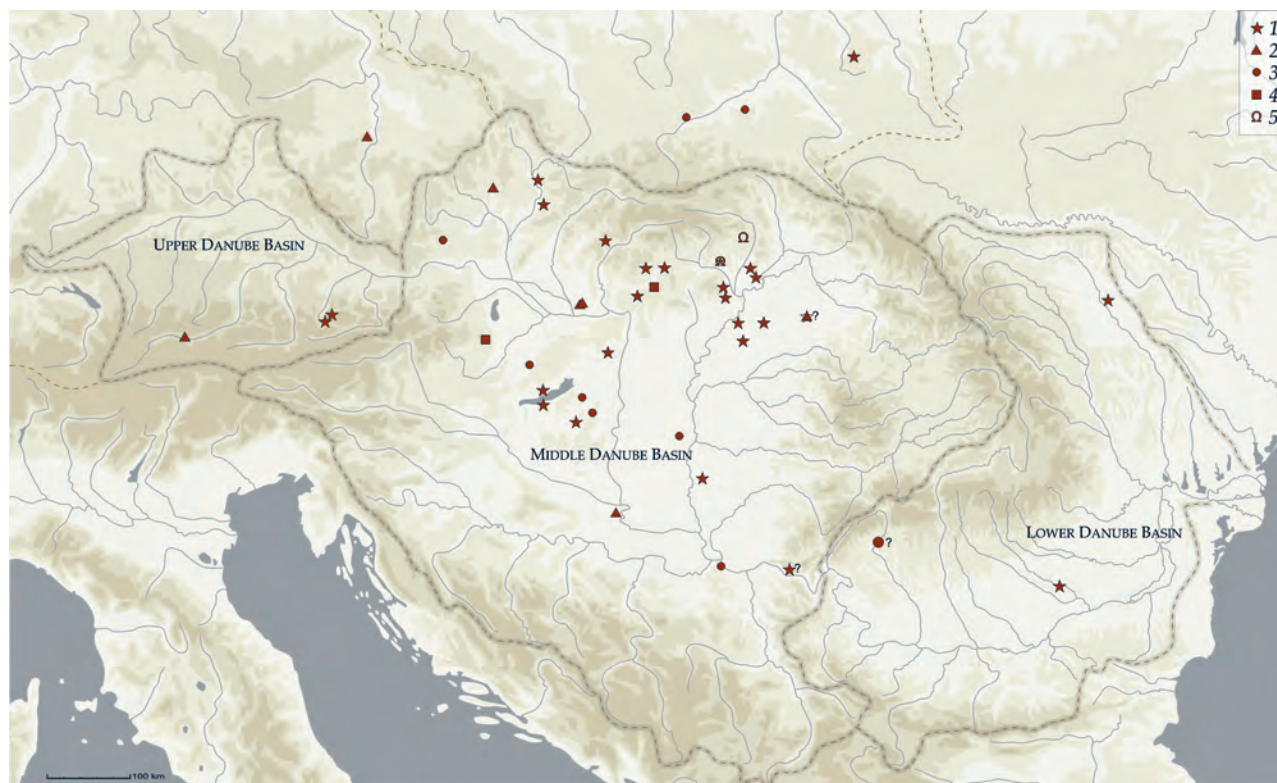 1
2
3
4
Ω 5
UPPER DANUBE BASIN
Ω
Ω
?
MIDDLE DANUBE BASIN
LOWER DANUBE BASIN
?
?
100 km